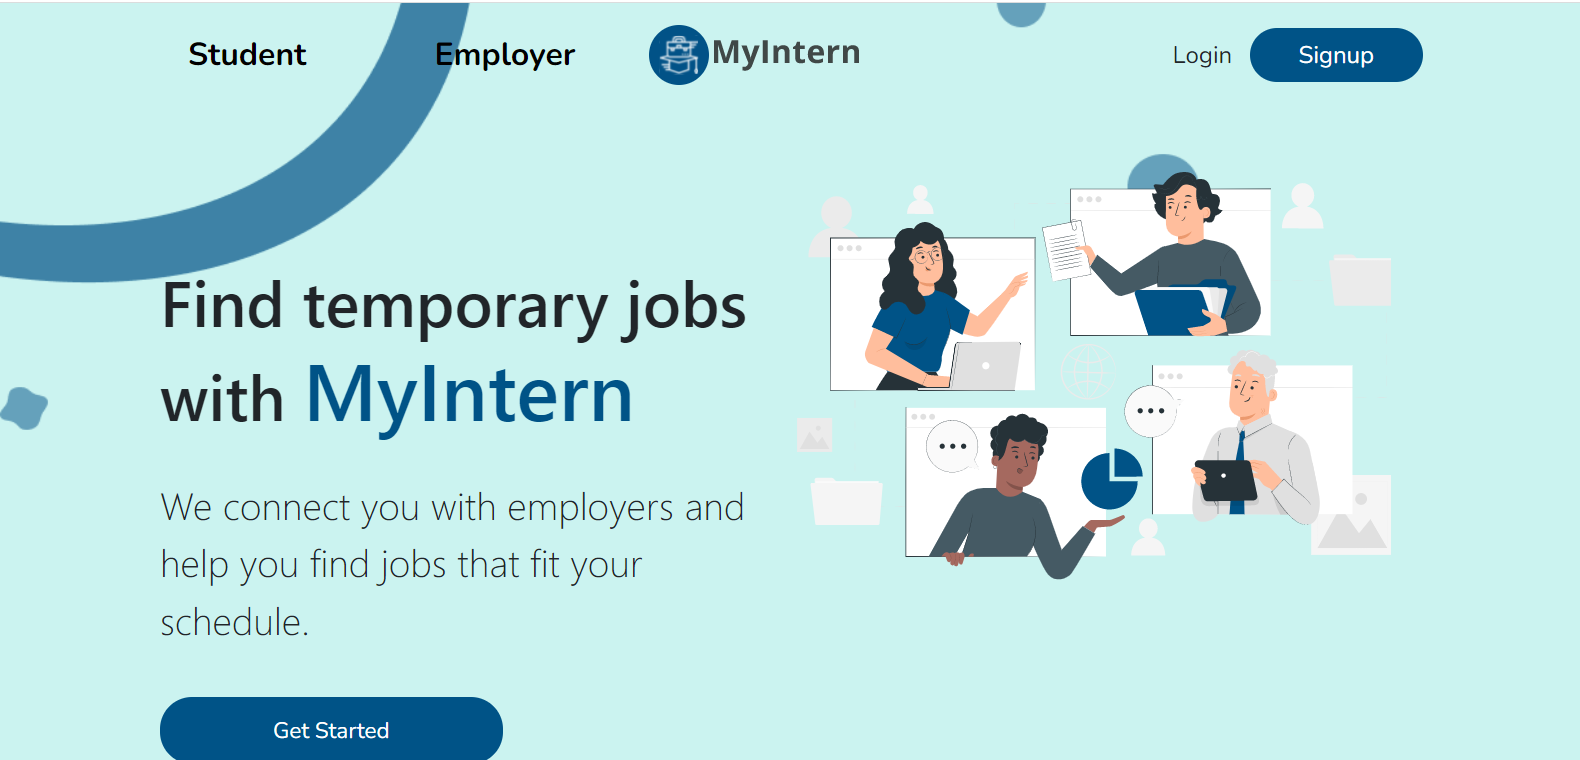 Student Employer MyIntern Login Signup
Find temporary jobs
with MyIntern
We connect you with employers and
help you find jobs that fit your
schedule.
Get Started